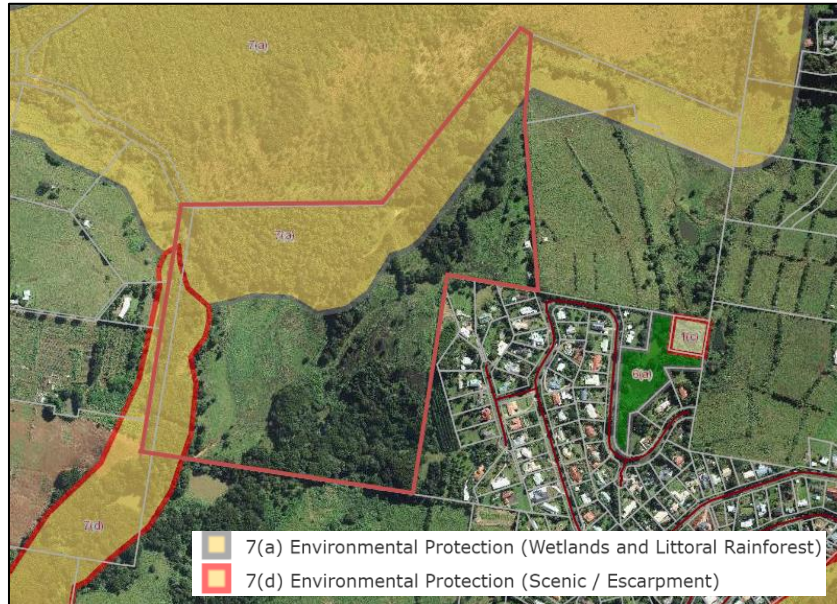 7(a)
7(a)
1(c)
6(a)
7(d)
7(a) Environmental Protection (Wetlands and Littoral Rainforest)
7(d) Environmental Protection (Scenic / Escarpment)